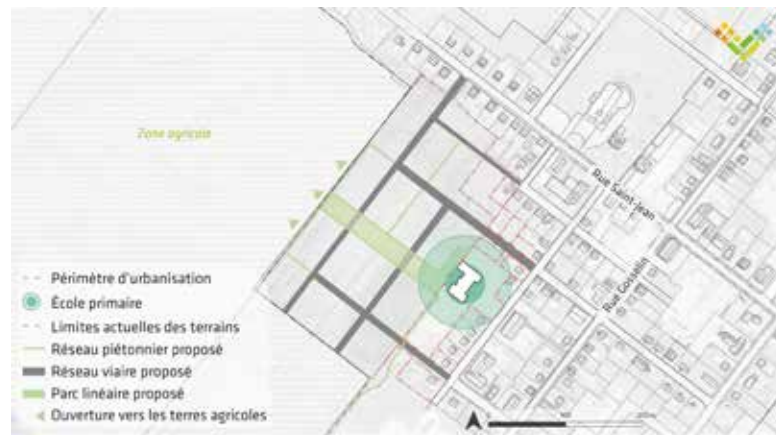 Zone agricole
Rue Saint-Jean
Rue Gosselin
Périmètre d'urbanisation
École primaire
Limites actuelles des terrains
Réseau piétonnier proposé
Réseau viaire proposé
Parc linéaire proposé
Ouverture vers les terres agricoles